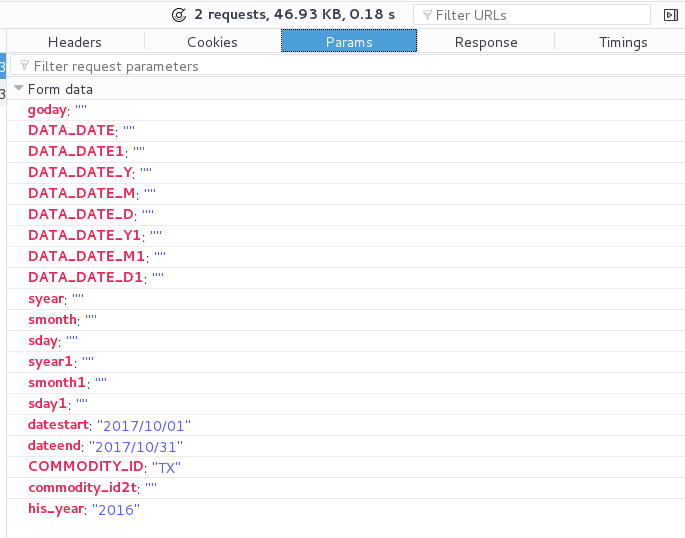 2 requests, 46.93 KB, 0.18 s Filter URLs
Headers Cookies Params Response Timings
3 Filter request parameters
3 Form data
goday: ""
DATA_DATE: ""
DATA_DATE1: ""
DATA_DATE_Y: ""
DATA_DATE_M: ""
DATA_DATE_D: ""
DATA_DATE_Y1: ""
DATA_DATE_M1: ""
DATA_DATE_D1: ""
syear: ""
smonth: ""
sday: ""
syear1: ""
smonth1: ""
sday1: ""
datestart: "2017/10/01"
dateend: "2017/10/31"
COMMODITY_ID: "TX"
commodity_id2t: ""
his_year: "2016"